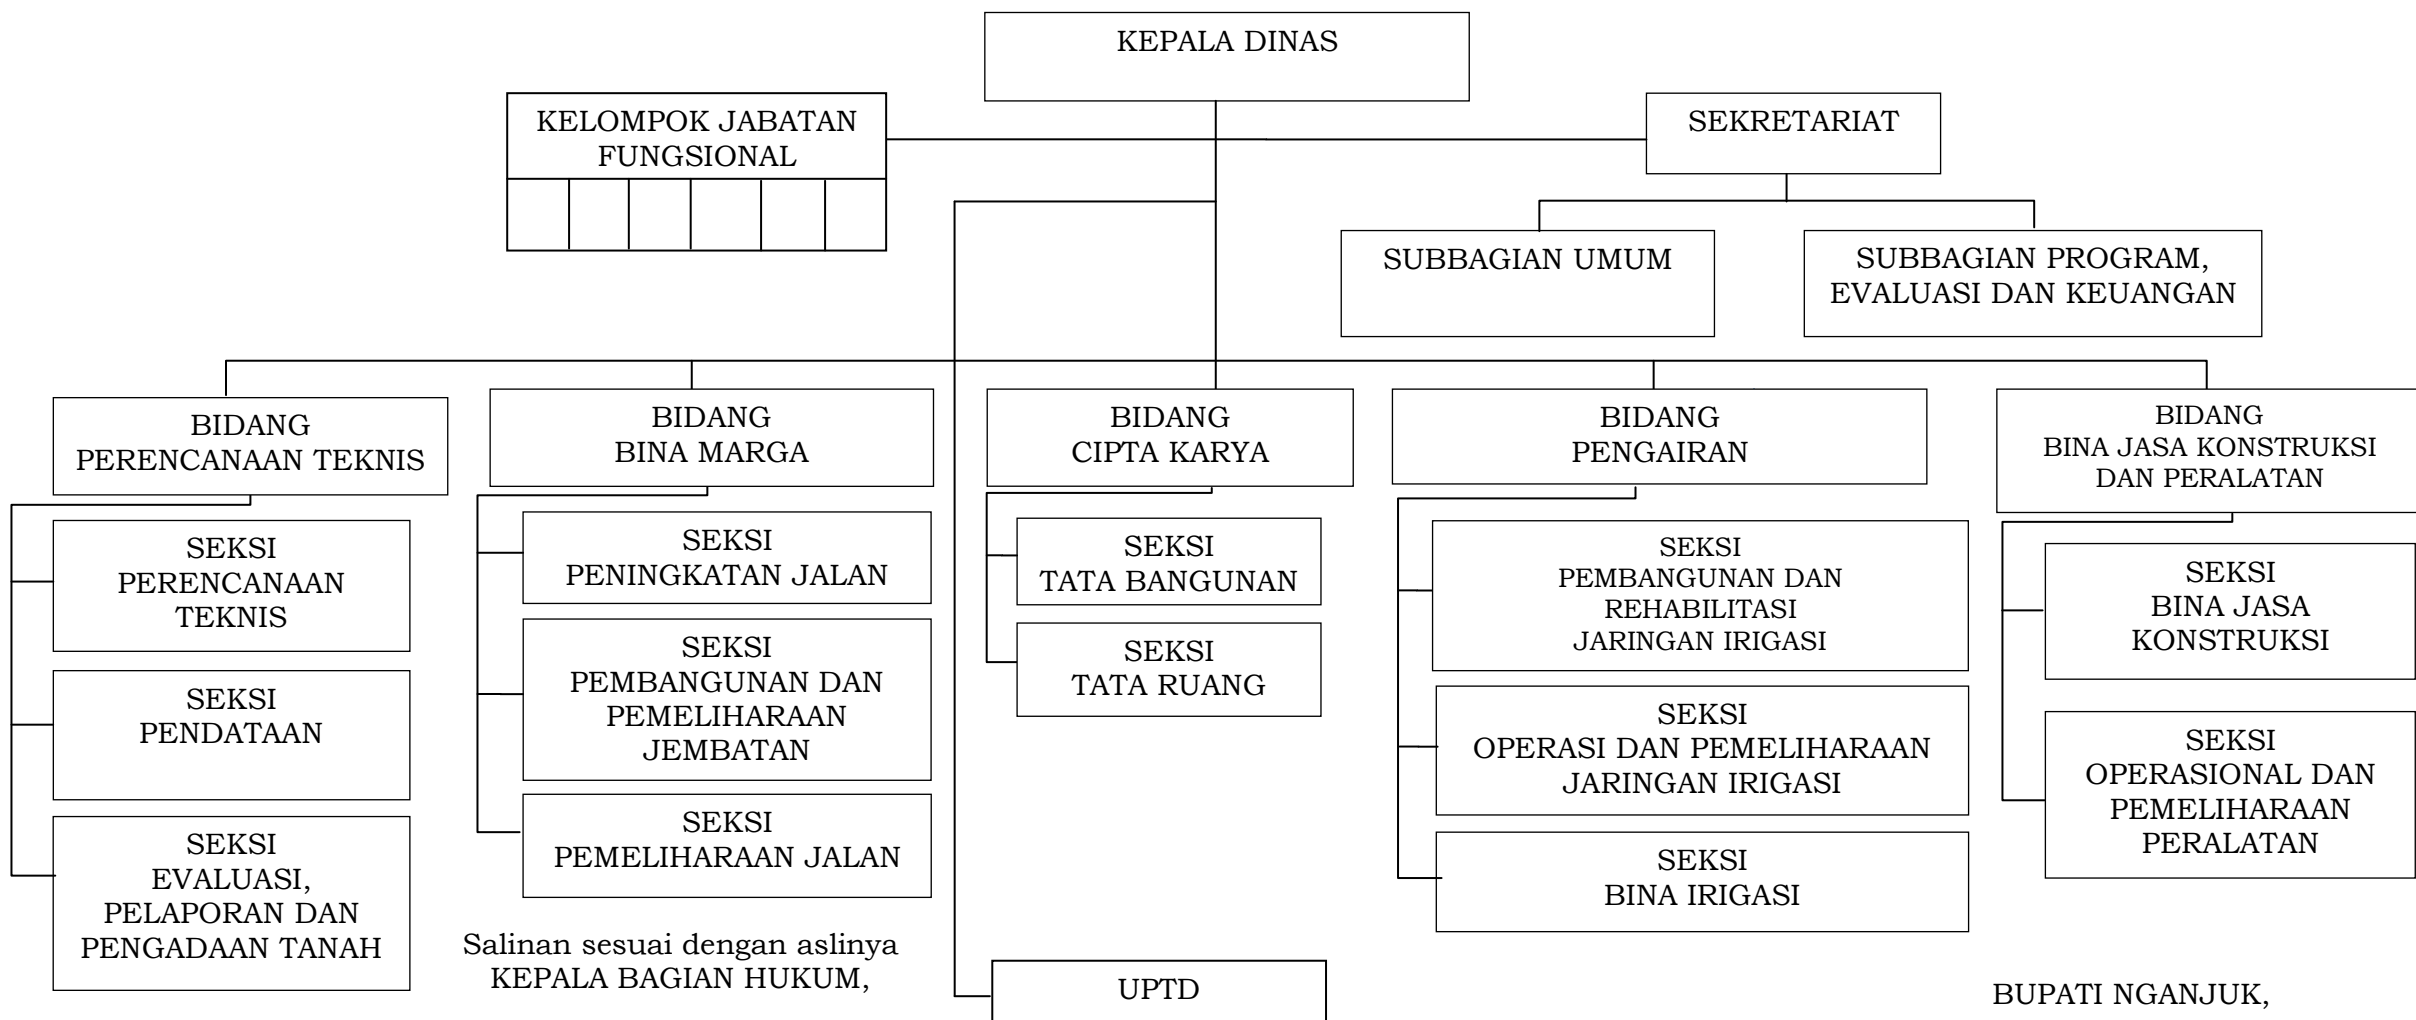 KEPALA DINAS
KELOMPOK JABATAN
FUNGSIONAL
SEKRETARIAT
SUBBAGIAN UMUM
SUBBAGIAN PROGRAM,
EVALUASI DAN KEUANGAN
BIDANG
PERENCANAAN TEKNIS
SEKSI
PERENCANAAN
TEKNIS
SEKSI
PENDATAAN
SEKSI
EVALUASI,
PELAPORAN DAN
PENGADAAN TANAH
BIDANG
BINA MARGA
SEKSI
PENINGKATAN JALAN
SEKSI
PEMBANGUNAN DAN
PEMELIHARAAN
JEMBATAN
SEKSI
PEMELIHARAAN JALAN
BIDANG
CIPTA KARYA
SEKSI
TATA BANGUNAN
SEKSI
TATA RUANG
BIDANG
PENGAIRAN
SEKSI
PEMBANGUNAN DAN
REHABILITASI
JARINGAN IRIGASI
SEKSI
OPERASI DAN PEMELIHARAAN
JARINGAN IRIGASI
SEKSI
BINA IRIGASI
BIDANG
BINA JASA KONSTRUKSI
DAN PERALATAN
SEKSI
BINA JASA
KONSTRUKSI
SEKSI
OPERASIONAL DAN
PEMELIHARAAN
PERALATAN
Salinan sesuai dengan aslinya
KEPALA BAGIAN HUKUM,
UPTD
BUPATI NGANJUK,